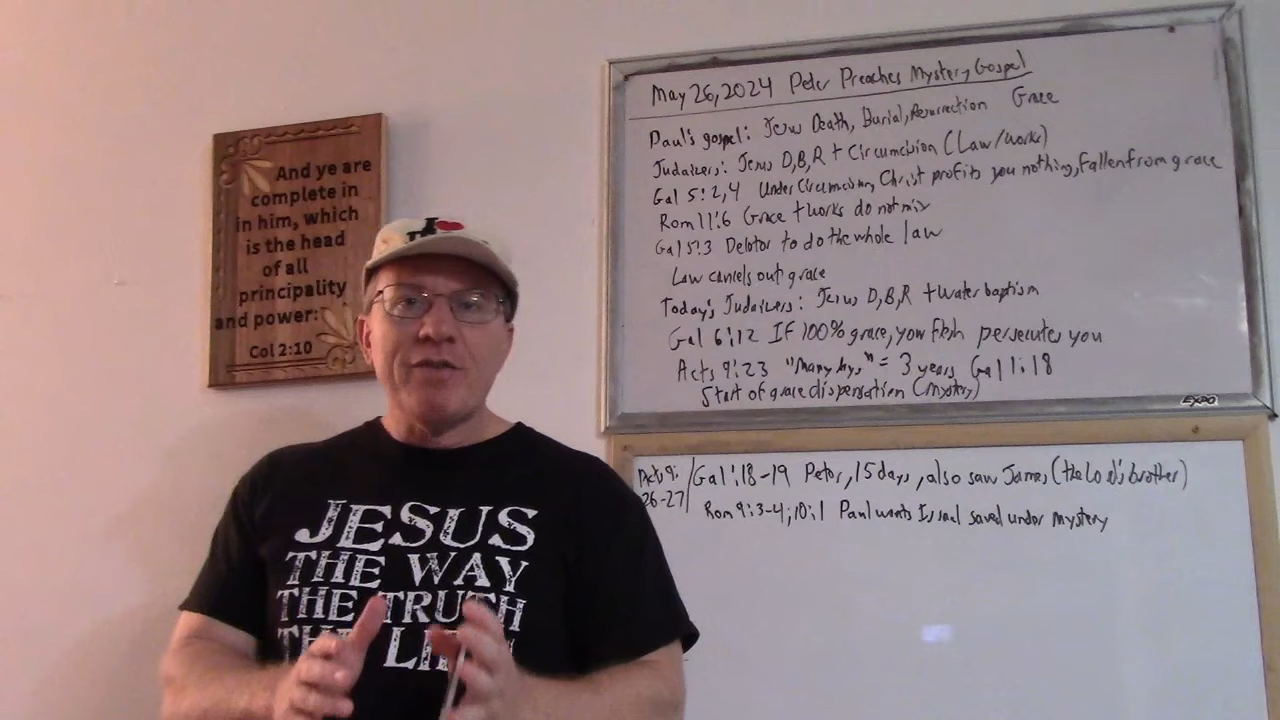 And ye are
complete in
in him, which
is the head
of all
principality
and power:
Col 2:10
JESUS
THE WAY
THE TRUTH
THE LI
May 26, 2024 Peter Preaches Mystery Gospel
Paul's gospel: Jesus Death, Burial, Resurrection Grace
Judaizers: Jesus D,B,R + Circumcision (Law/works)
Gal 5:2,4 Under Circumcision, Christ profits you nothing, fallen from grace
Rom 11:6 Grace + works do not mix
Gal 5:3 Debtor to do the whole law
Law cancels out grace
Today's Judaizers: Jesus D,B,R + water baptism
Gal 6:12 IF 100% grace, your flesh persecutes you
Acts 9:23 "Many days" = 3 years Gal 1:18
Start of grace dispensation (mystery)
EXPO
Acts 9:26-27 / Gal 1:18-19 Peter, 15 days, also saw James (the Lord's brother)
Rom 9:3-4; 10:1 Paul wants Israel saved under mystery